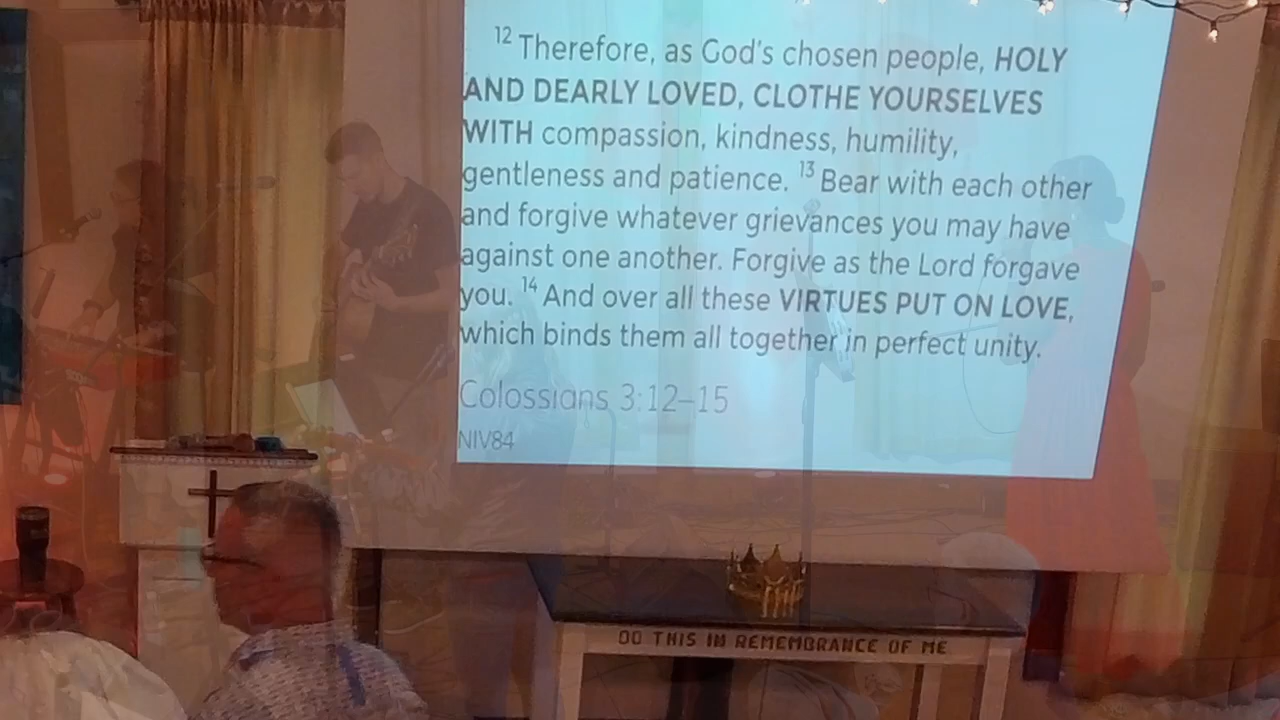 12 Therefore, as God's chosen people, HOLY
AND DEARLY LOVED, CLOTHE YOURSELVES
WITH compassion, kindness, humility,
gentleness and patience. 13 Bear with each other
and forgive whatever grievances you may have
against one another. Forgive as the Lord forgave
you. 14 And over all these VIRTUES PUT ON LOVE,
which binds them all together in perfect unity.
Colossians 3:12–15
NIV84
DO THIS IN REMEMBRANCE OF ME